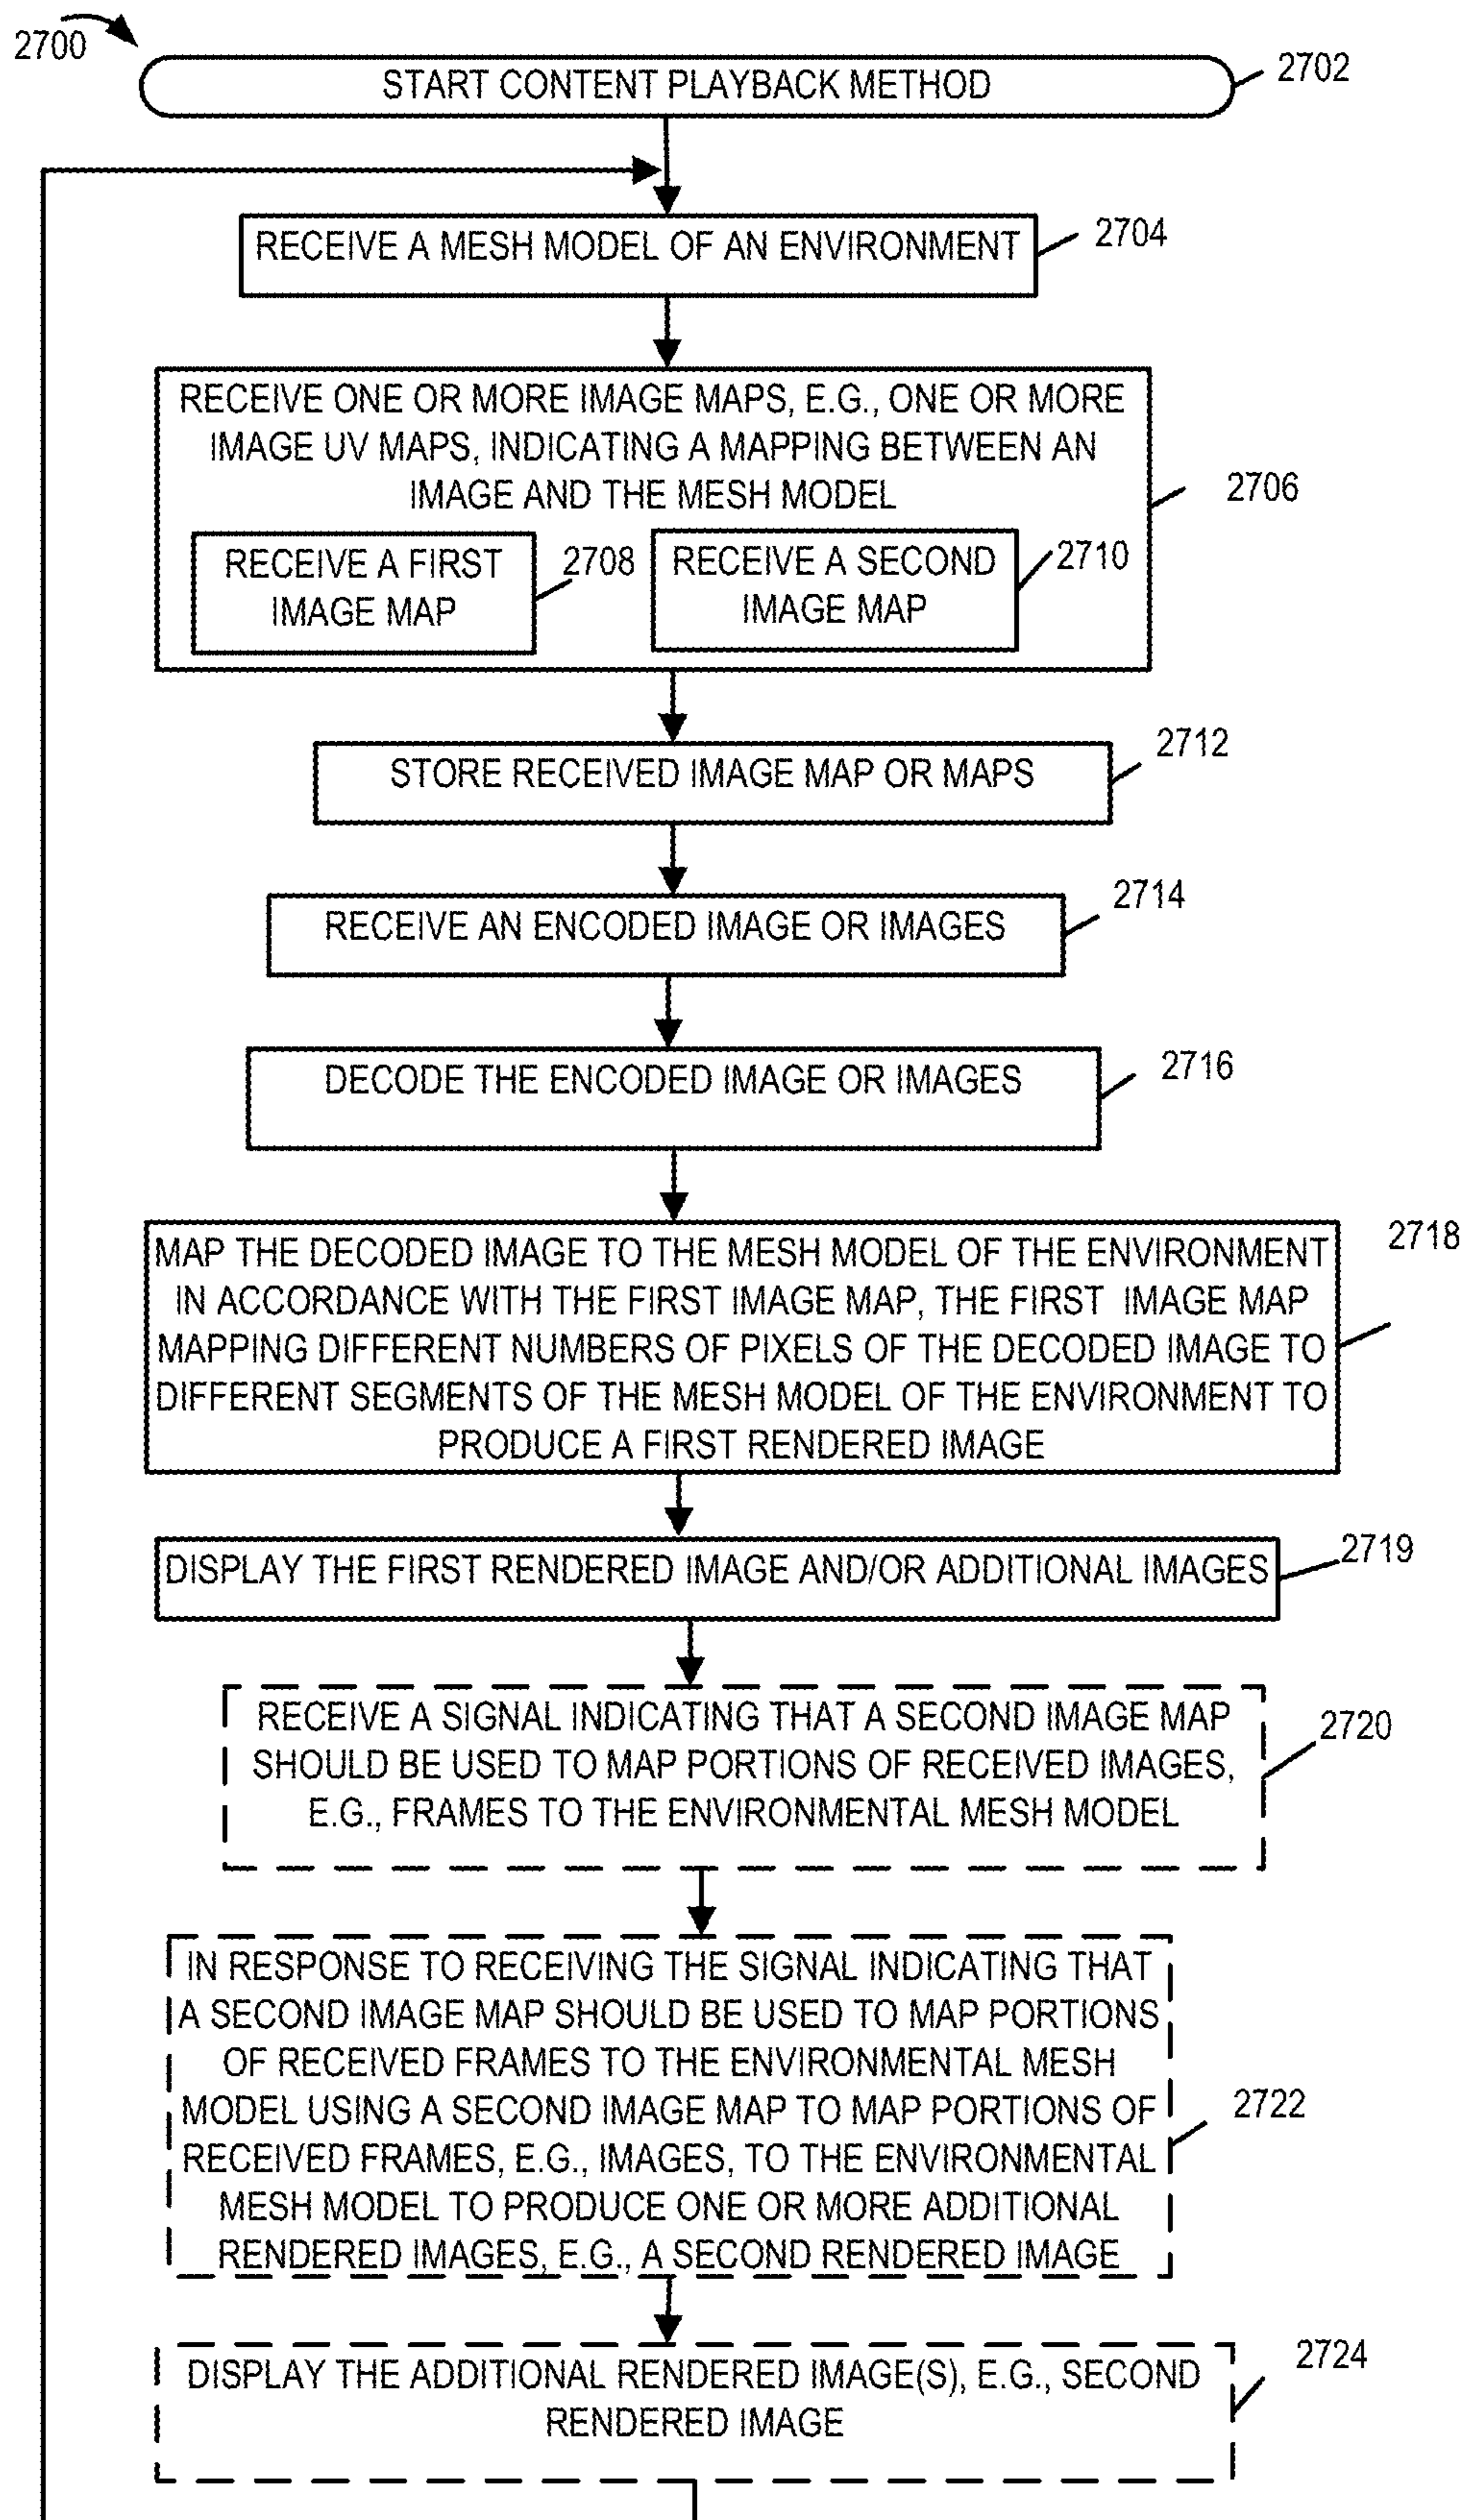 2700
START CONTENT PLAYBACK METHOD
2702
RECEIVE A MESH MODEL OF AN ENVIRONMENT
2704
RECEIVE ONE OR MORE IMAGE MAPS, E.G., ONE OR MORE
IMAGE UV MAPS, INDICATING A MAPPING BETWEEN AN
IMAGE AND THE MESH MODEL
2706
RECEIVE A FIRST
IMAGE MAP
2708
RECEIVE A SECOND
IMAGE MAP
2710
STORE RECEIVED IMAGE MAP OR MAPS
2712
RECEIVE AN ENCODED IMAGE OR IMAGES
2714
DECODE THE ENCODED IMAGE OR IMAGES
2716
MAP THE DECODED IMAGE TO THE MESH MODEL OF THE ENVIRONMENT
IN ACCORDANCE WITH THE FIRST IMAGE MAP, THE FIRST IMAGE MAP
MAPPING DIFFERENT NUMBERS OF PIXELS OF THE DECODED IMAGE TO
DIFFERENT SEGMENTS OF THE MESH MODEL OF THE ENVIRONMENT TO
PRODUCE A FIRST RENDERED IMAGE
2718
DISPLAY THE FIRST RENDERED IMAGE AND/OR ADDITIONAL IMAGES
2719
RECEIVE A SIGNAL INDICATING THAT A SECOND IMAGE MAP
SHOULD BE USED TO MAP PORTIONS OF RECEIVED IMAGES,
E.G., FRAMES TO THE ENVIRONMENTAL MESH MODEL
2720
IN RESPONSE TO RECEIVING THE SIGNAL INDICATING THAT
A SECOND IMAGE MAP SHOULD BE USED TO MAP PORTIONS
OF RECEIVED FRAMES TO THE ENVIRONMENTAL MESH
MODEL USING A SECOND IMAGE MAP TO MAP PORTIONS OF
RECEIVED FRAMES, E.G., IMAGES, TO THE ENVIRONMENTAL
MESH MODEL TO PRODUCE ONE OR MORE ADDITIONAL
RENDERED IMAGES, E.G., A SECOND RENDERED IMAGE
2722
DISPLAY THE ADDITIONAL RENDERED IMAGE(S), E.G., SECOND
RENDERED IMAGE
2724